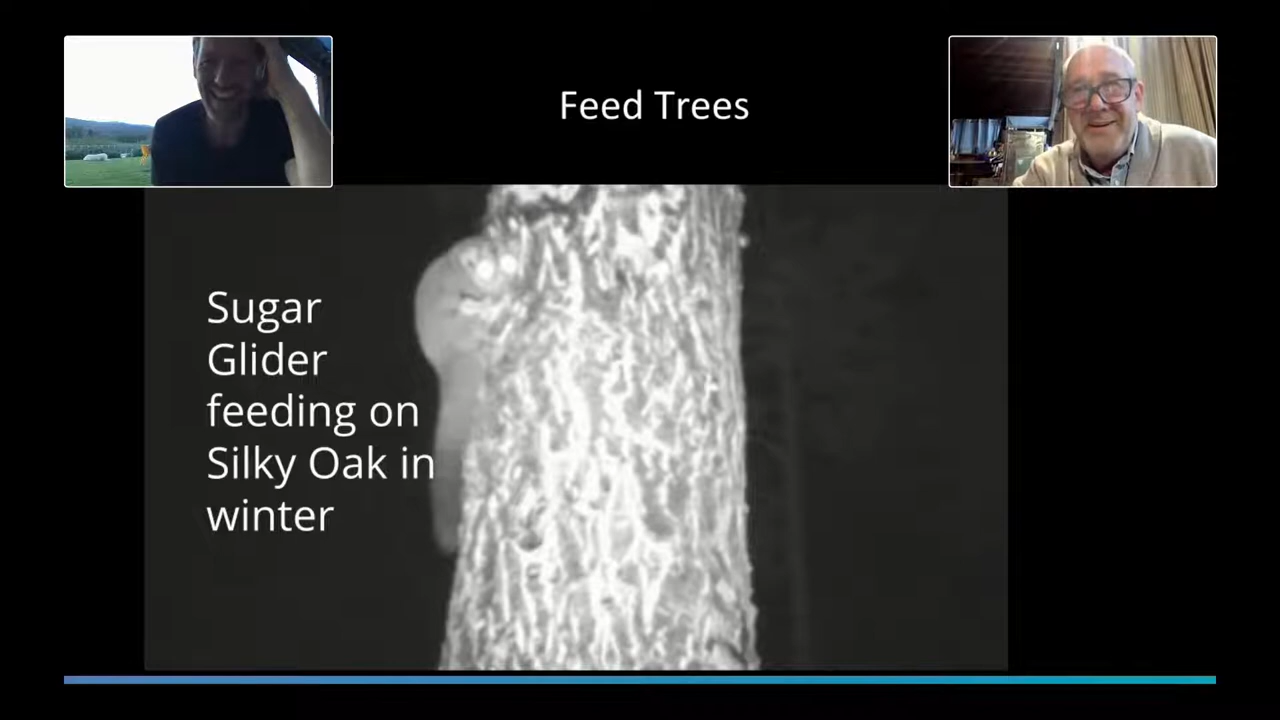 Feed Trees
Sugar
Glider
feeding on
Silky Oak in
winter